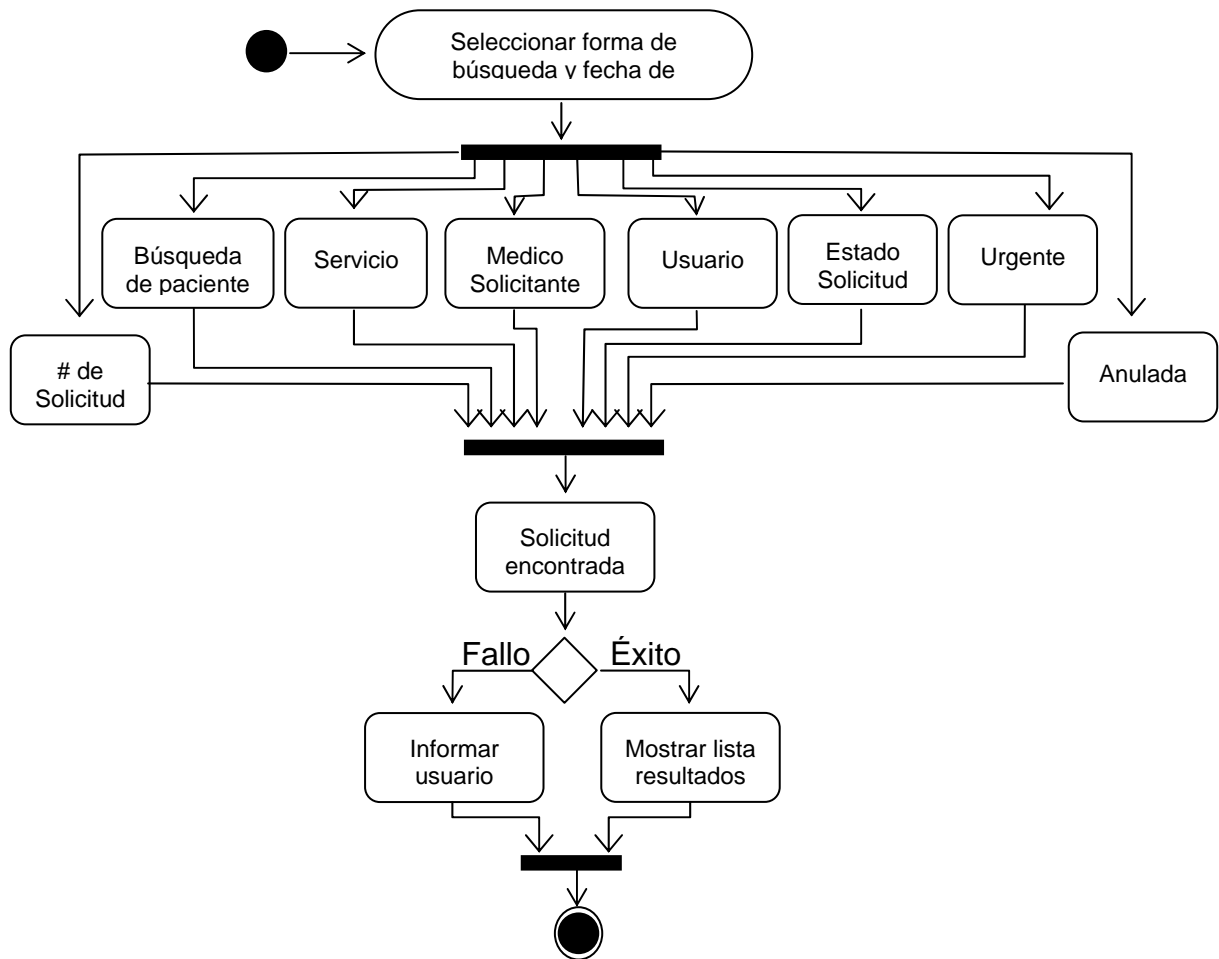 Seleccionar forma de
búsqueda y fecha de
Búsqueda
de paciente
Servicio
Medico
Solicitante
Usuario
Estado
Solicitud
Urgente
# de
Solicitud
Anulada
Solicitud
encontrada
Fallo
Éxito
Informar
usuario
Mostrar lista
resultados